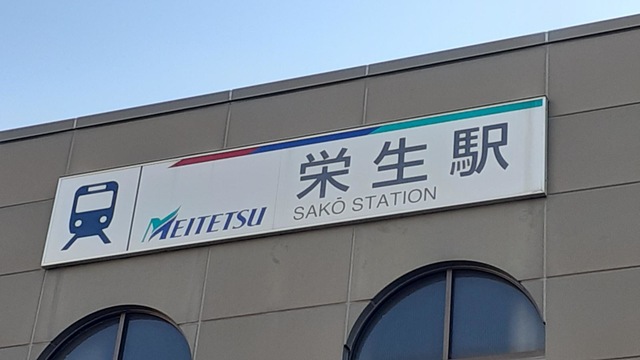 MEITETSU
栄生駅
SAKŌ STATION